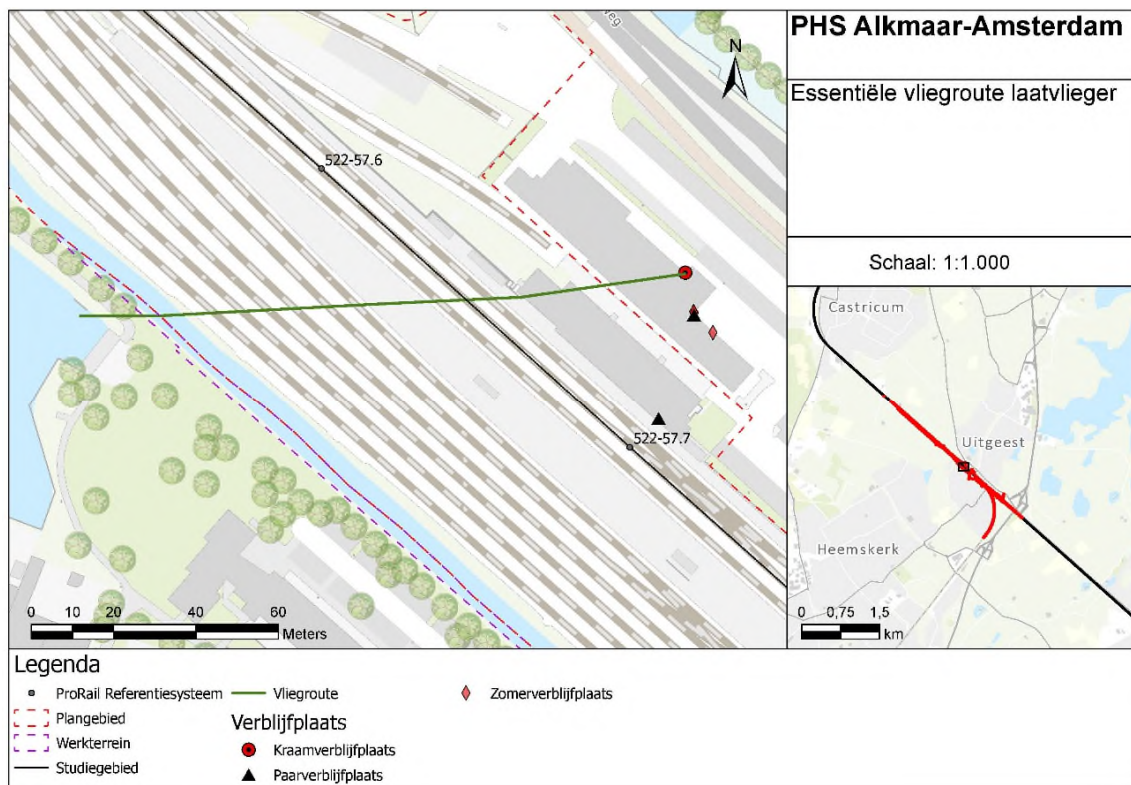 PHS Alkmaar-Amsterdam
Essentiële vliegroute laatvlieger
Schaal: 1:1.000
N
522-57.6
522-57.7
0 10 20 40 60
Meters
Castricum
Uitgeest
Heemskerk
0 0,75 1,5
km
Legenda
ProRail Referentiesysteem
Plangebied
Werkterrein
Studiegebied
Vliegroute
Verblijfplaats
Kraamverblijfplaats
Paarverblijfplaats
Zomerverblijfplaats